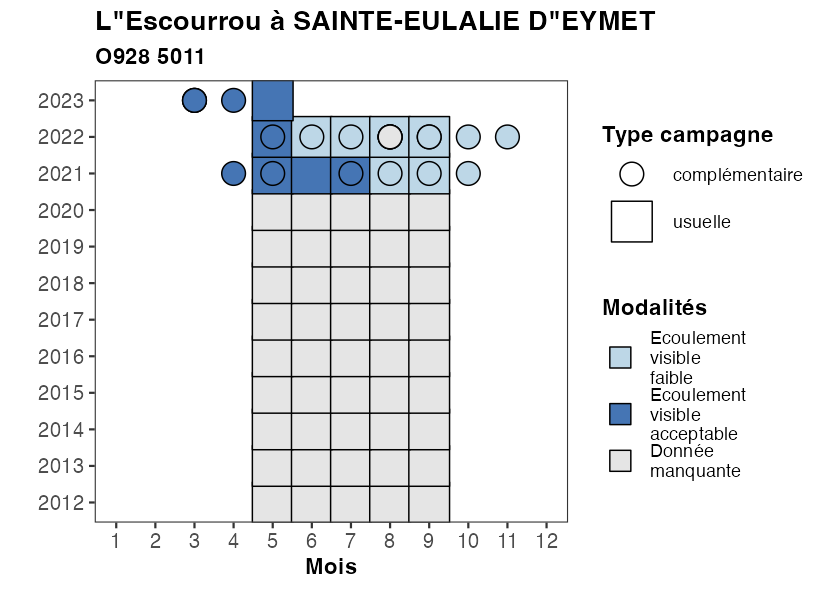 L"Escourrou à SAINTE-EULALIE D"EYMET
O928 5011
2023
2022
2021
2020
2019
2018
2017
2016
2015
2014
2013
2012
1 2 3 4 5 6 7 8 9 10 11 12
Mois
Type campagne
complémentaire
usuelle
Modalités
Ecoulement
visible
faible
Ecoulement
visible
acceptable
Donnée
manquante